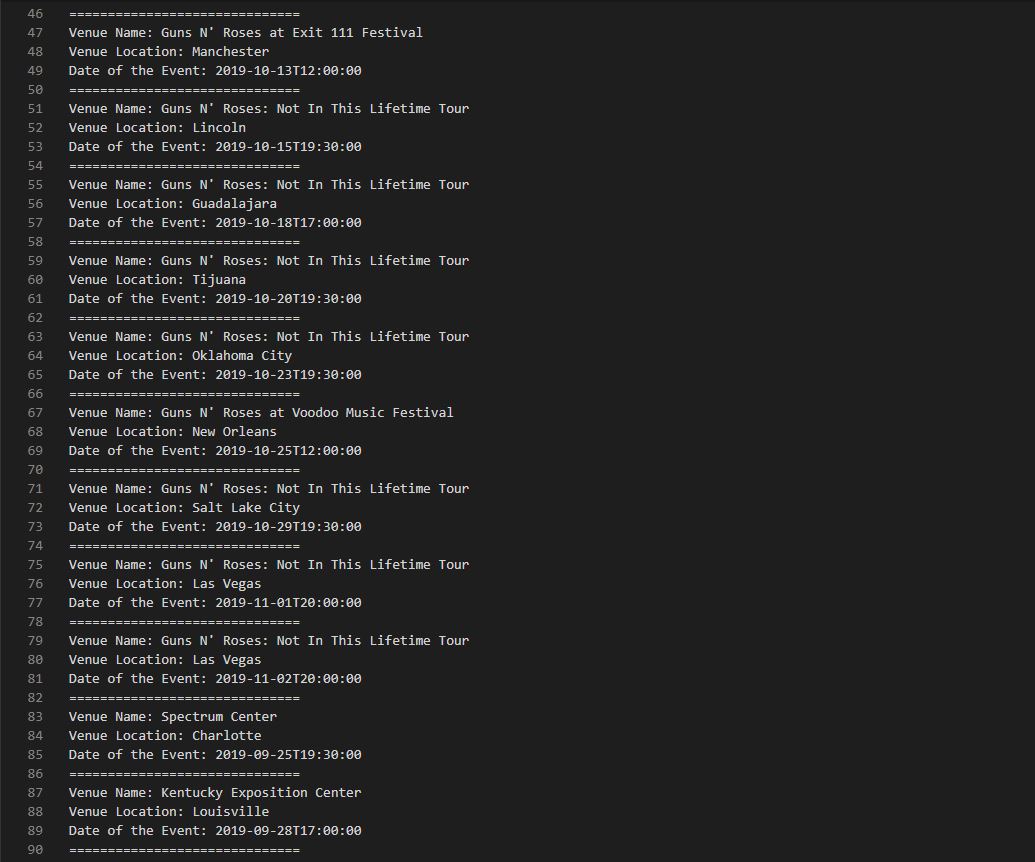 46 ==============================
47 Venue Name: Guns N' Roses at Exit 111 Festival
48 Venue Location: Manchester
49 Date of the Event: 2019-10-13T12:00:00
50 ==============================
51 Venue Name: Guns N' Roses: Not In This Lifetime Tour
52 Venue Location: Lincoln
53 Date of the Event: 2019-10-15T19:30:00
54 ==============================
55 Venue Name: Guns N' Roses: Not In This Lifetime Tour
56 Venue Location: Guadalajara
57 Date of the Event: 2019-10-18T17:00:00
58 ==============================
59 Venue Name: Guns N' Roses: Not In This Lifetime Tour
60 Venue Location: Tijuana
61 Date of the Event: 2019-10-20T19:30:00
62 ==============================
63 Venue Name: Guns N' Roses: Not In This Lifetime Tour
64 Venue Location: Oklahoma City
65 Date of the Event: 2019-10-23T19:30:00
66 ==============================
67 Venue Name: Guns N' Roses at Voodoo Music Festival
68 Venue Location: New Orleans
69 Date of the Event: 2019-10-25T12:00:00
70 ==============================
71 Venue Name: Guns N' Roses: Not In This Lifetime Tour
72 Venue Location: Salt Lake City
73 Date of the Event: 2019-10-29T19:30:00
74 ==============================
75 Venue Name: Guns N' Roses: Not In This Lifetime Tour
76 Venue Location: Las Vegas
77 Date of the Event: 2019-11-01T20:00:00
78 ==============================
79 Venue Name: Guns N' Roses: Not In This Lifetime Tour
80 Venue Location: Las Vegas
81 Date of the Event: 2019-11-02T20:00:00
82 ==============================
83 Venue Name: Spectrum Center
84 Venue Location: Charlotte
85 Date of the Event: 2019-09-25T19:30:00
86 ==============================
87 Venue Name: Kentucky Exposition Center
88 Venue Location: Louisville
89 Date of the Event: 2019-09-28T17:00:00
90 ==============================